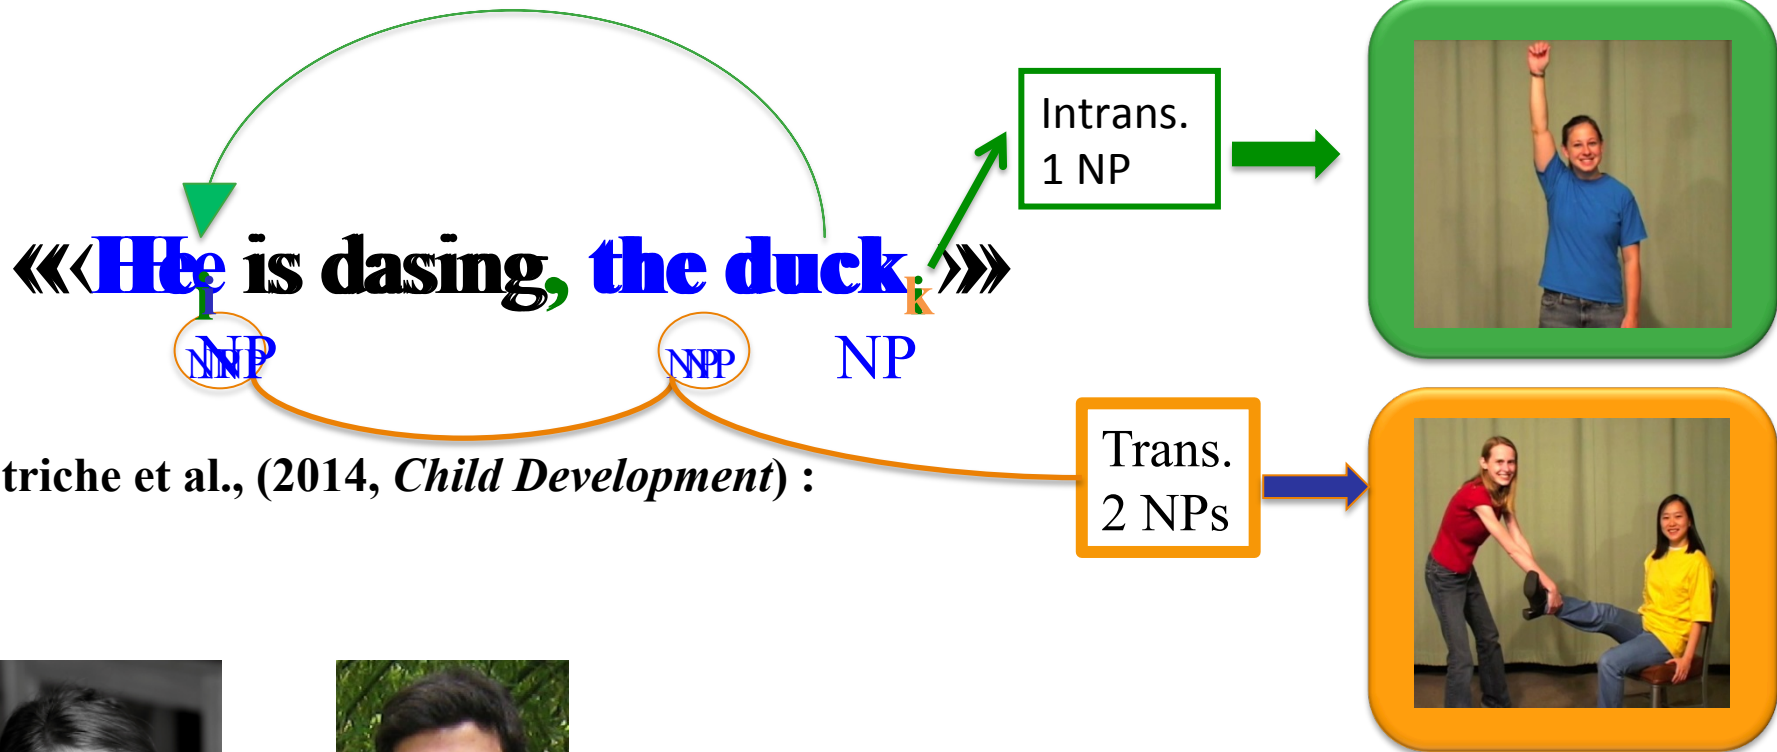 Intrans.
1 NP
«He i is dasing, the duck i k»
NP NP NP
Trans.
2 NPs
triche et al., (2014, Child Development) :